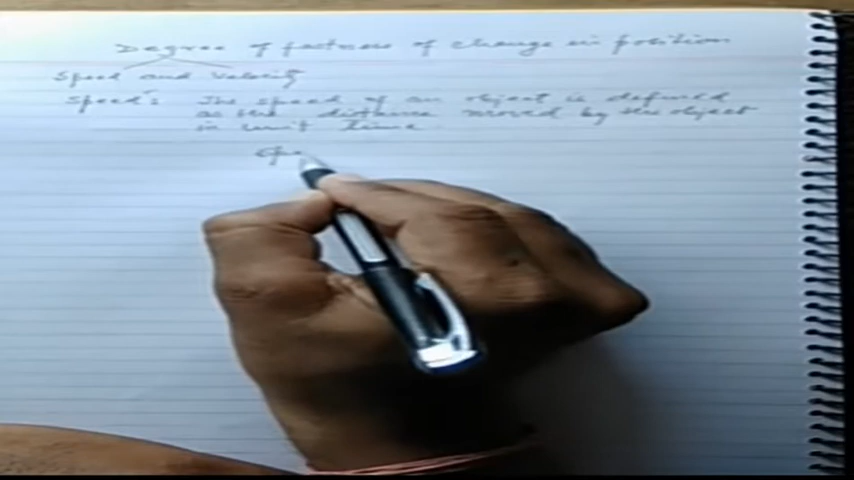 Degree of fastness of change in position
Speed and velocity
Speed: The speed of an object is defined
as the distance moved by the object
in unit time
Spe